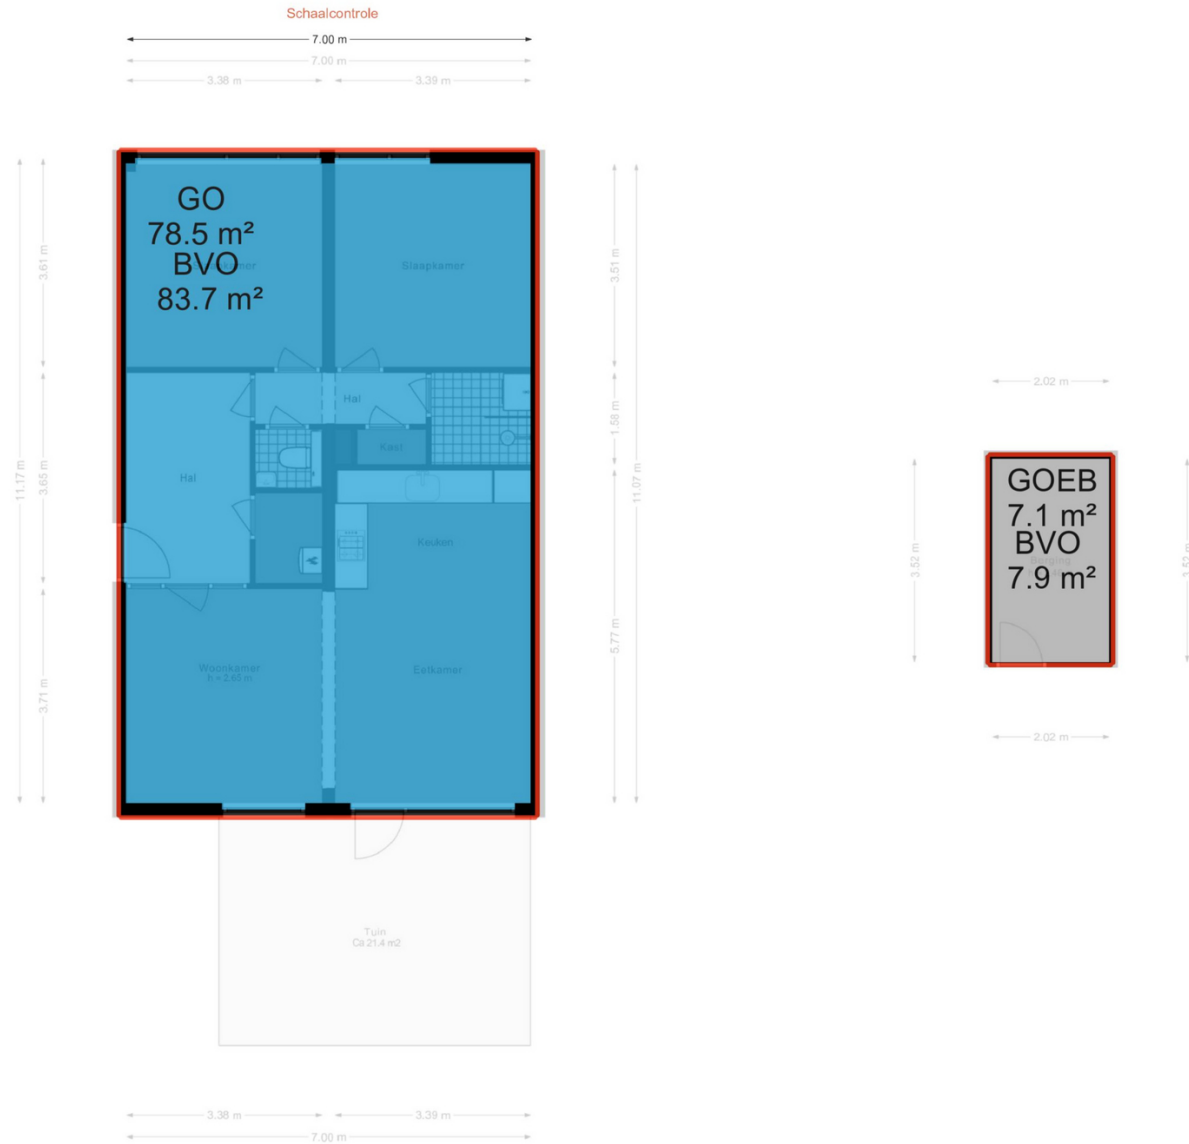 Schaalcontrole
7.00 m
7.00 m
3.38 m
3.39 m
GO
78.5 m²
BVO
83.7 m²
Slaapkamer
3.61 m
3.51 m
Hal
Kast
Hal
Keuken
11.17 m
3.65 m
1.58 m
11.07 m
Woonkamer
h = 2.65 m
Eetkamer
3.71 m
5.77 m
Tuin
Ca 21.4 m2
3.38 m
3.39 m
7.00 m
2.02 m
GOEB
7.1 m²
BVO
7.9 m²
3.52 m
3.52 m
2.02 m